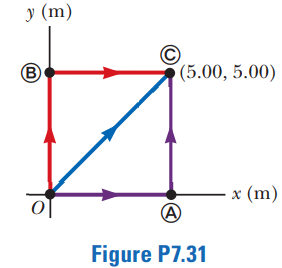 y (m)
Ⓑ
Ⓒ
(5.00, 5.00)
x (m)
O
Ⓐ
Figure P7.31